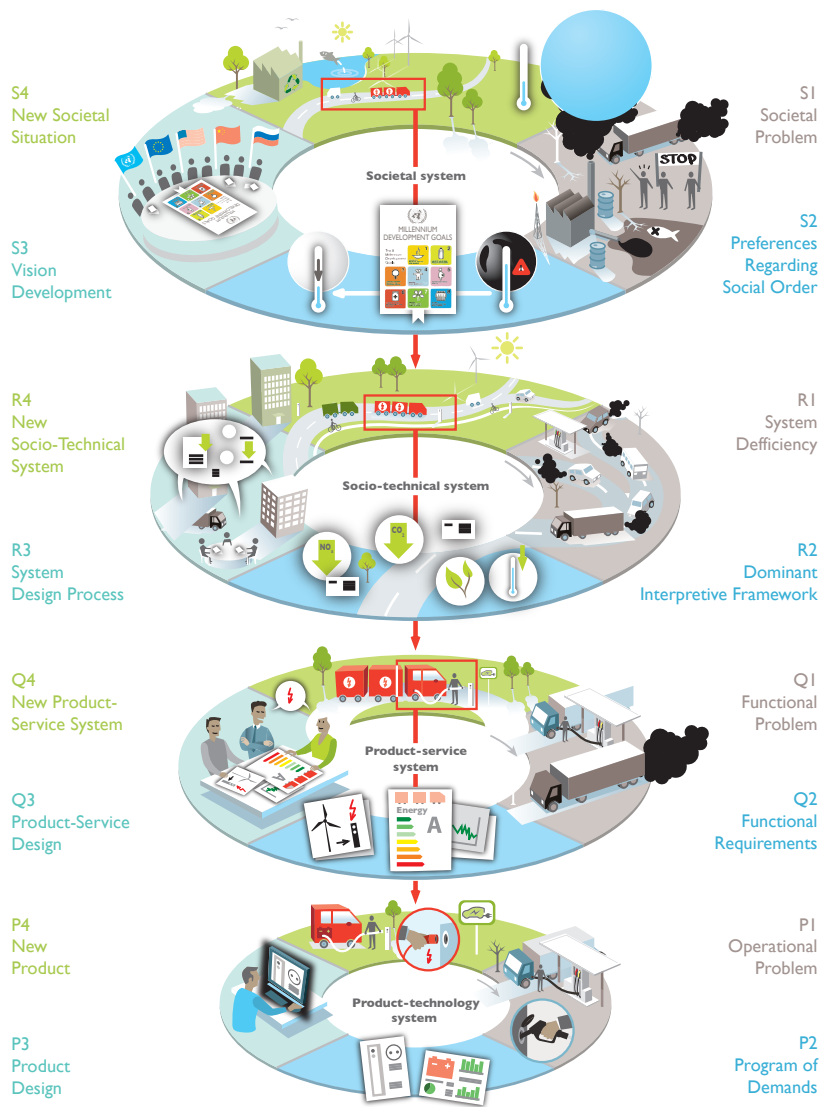 S4
New Societal
Situation
S1
Societal
Problem
STOP
Societal system
MILLENNIUM
DEVELOPMENT GOALS
S3
Vision
Development
S2
Preferences
Regarding
Social Order
R4
New
Socio-Technical
System
R1
System
Defficiency
Socio-technical system
NO
CO
R3
System
Design Process
R2
Dominant
Interpretive Framework
Q4
New Product-
Service System
Q1
Functional
Problem
Product-service
system
A
Q3
Product-Service
Design
Energy
A
Q2
Functional
Requirements
P4
New
Product
P1
Operational
Problem
Product-technology
system
P3
Product
Design
P2
Program of
Demands